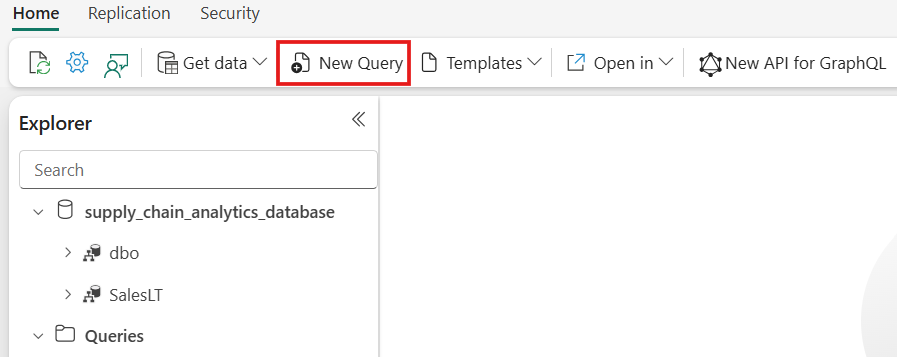 Home Replication Security
Get data New Query Templates Open in New API for GraphQL
Explorer
Search
supply_chain_analytics_database
dbo
SalesLT
Queries